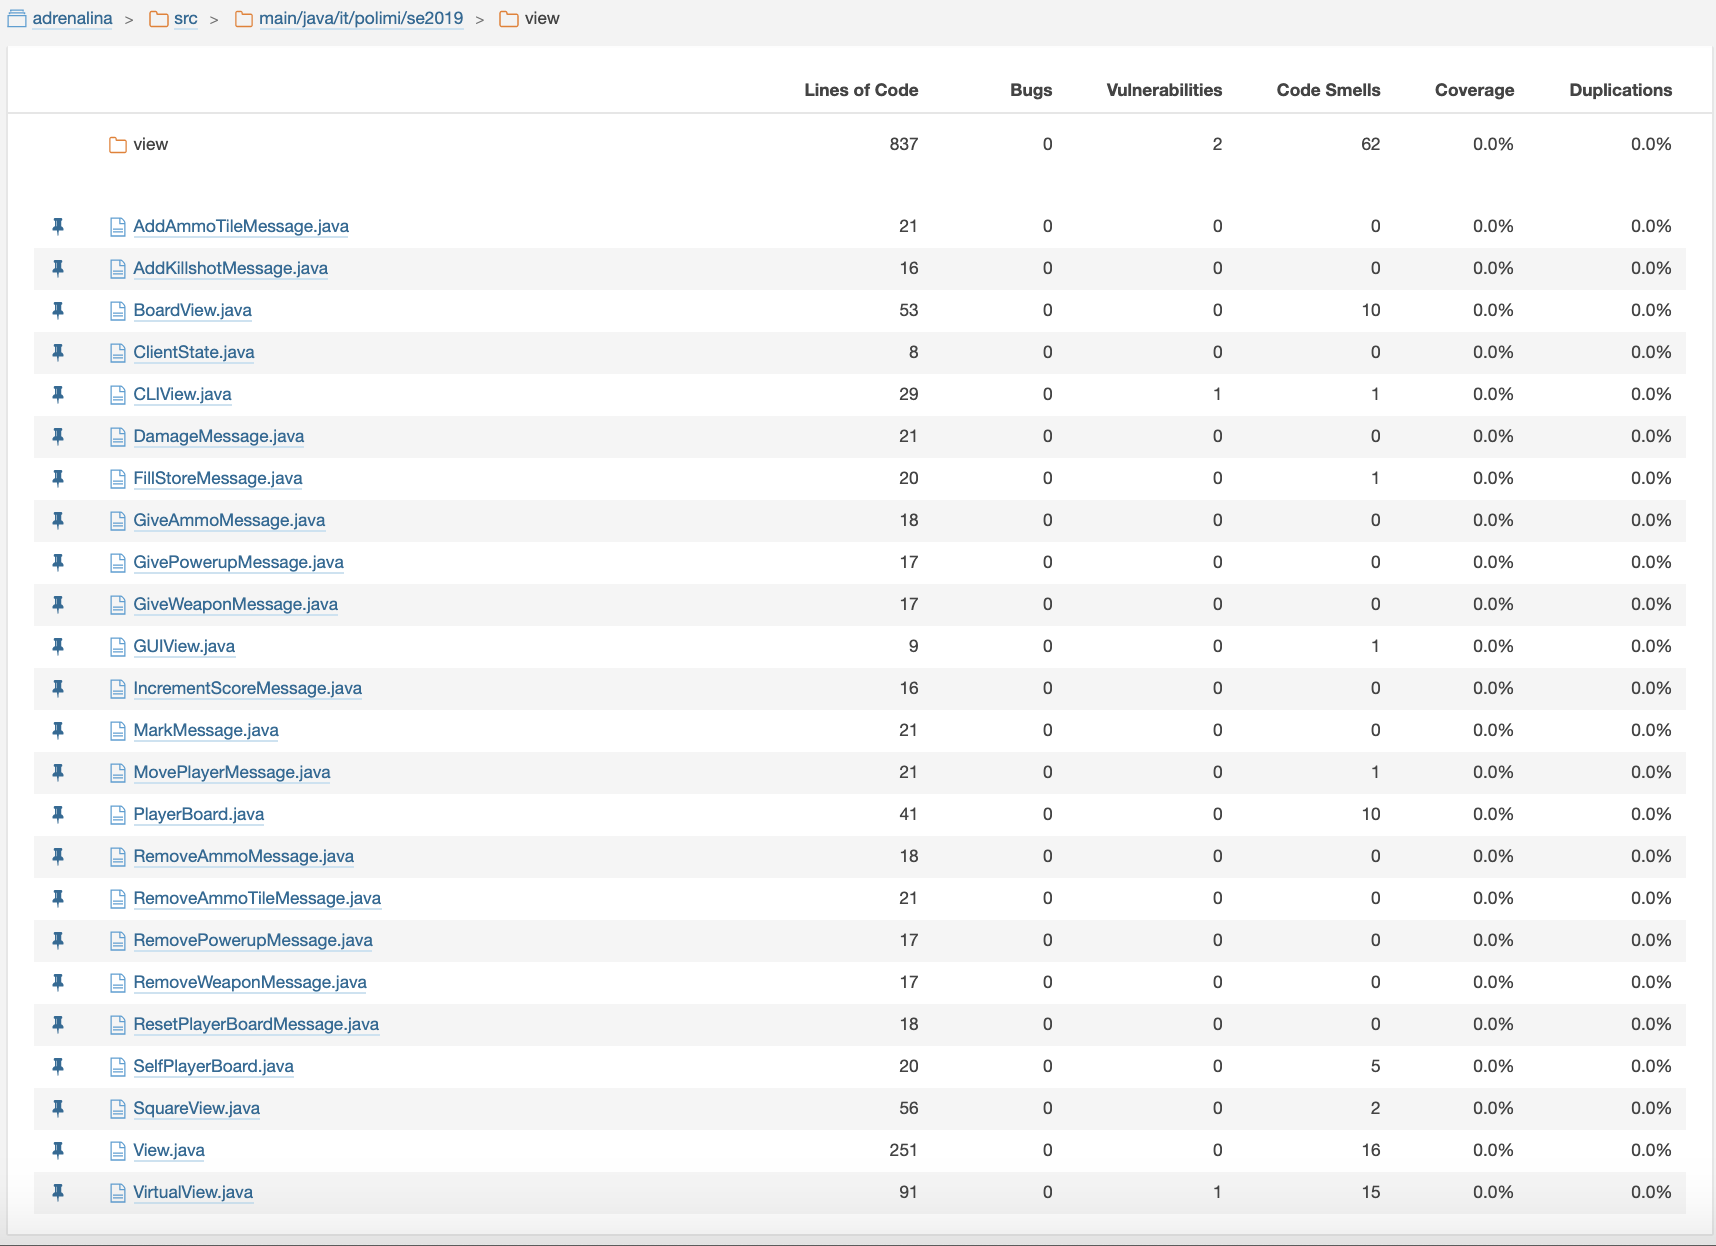 adrenalina > src > main/java/it/polimi/se2019 > view
Lines of Code Bugs Vulnerabilities Code Smells Coverage Duplications
view 837 0 2 62 0.0% 0.0%
AddAmmoTileMessage.java 21 0 0 0 0.0% 0.0%
AddKillshotMessage.java 16 0 0 0 0.0% 0.0%
BoardView.java 53 0 0 10 0.0% 0.0%
ClientState.java 8 0 0 0 0.0% 0.0%
CLIView.java 29 0 1 1 0.0% 0.0%
DamageMessage.java 21 0 0 0 0.0% 0.0%
FillStoreMessage.java 20 0 0 1 0.0% 0.0%
GiveAmmoMessage.java 18 0 0 0 0.0% 0.0%
GivePowerupMessage.java 17 0 0 0 0.0% 0.0%
GiveWeaponMessage.java 17 0 0 0 0.0% 0.0%
GUIView.java 9 0 0 1 0.0% 0.0%
IncrementScoreMessage.java 16 0 0 0 0.0% 0.0%
MarkMessage.java 21 0 0 0 0.0% 0.0%
MovePlayerMessage.java 21 0 0 1 0.0% 0.0%
PlayerBoard.java 41 0 0 10 0.0% 0.0%
RemoveAmmoMessage.java 18 0 0 0 0.0% 0.0%
RemoveAmmoTileMessage.java 21 0 0 0 0.0% 0.0%
RemovePowerupMessage.java 17 0 0 0 0.0% 0.0%
RemoveWeaponMessage.java 17 0 0 0 0.0% 0.0%
ResetPlayerBoardMessage.java 18 0 0 0 0.0% 0.0%
SelfPlayerBoard.java 20 0 0 5 0.0% 0.0%
SquareView.java 56 0 0 2 0.0% 0.0%
View.java 251 0 0 16 0.0% 0.0%
VirtualView.java 91 0 1 15 0.0% 0.0%